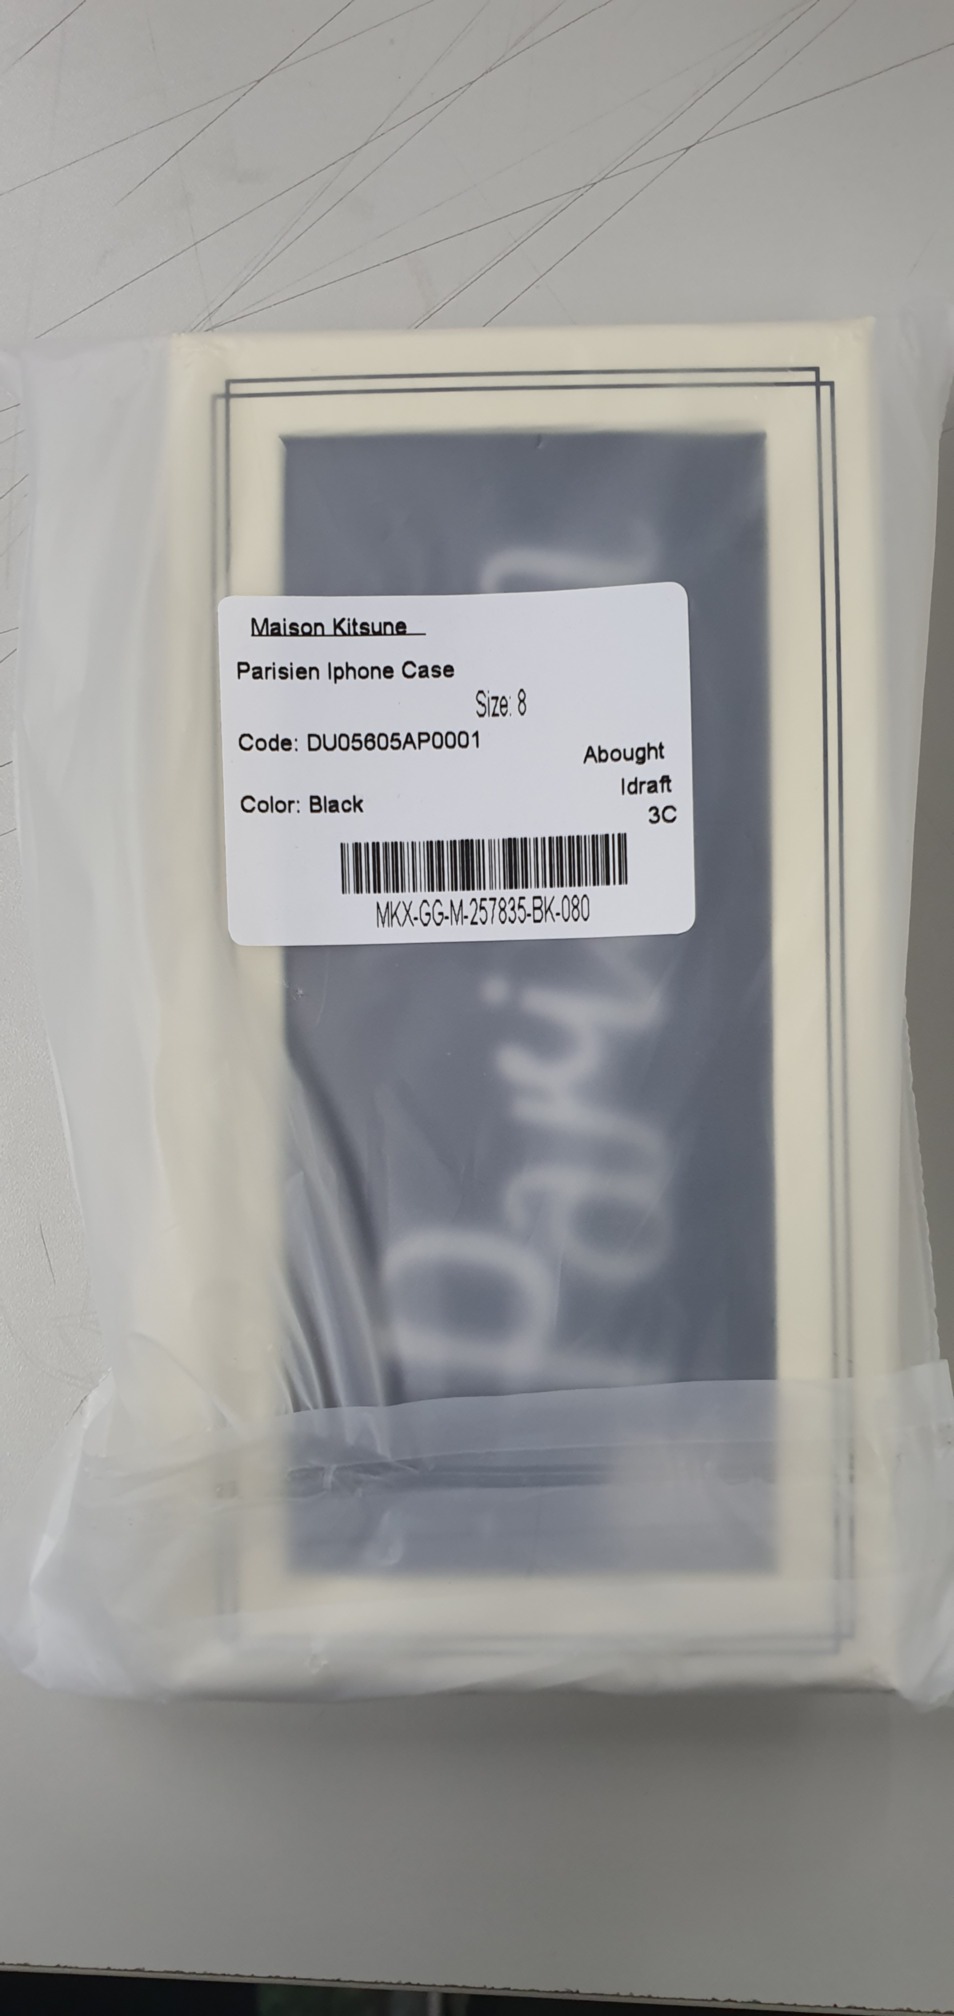 Maison Kitsune
Parisien Iphone Case
Size: 8
Code: DU05605AP0001
Abought
Idraft
Color: Black
3C
MKX-GG-M-257835-BK-080